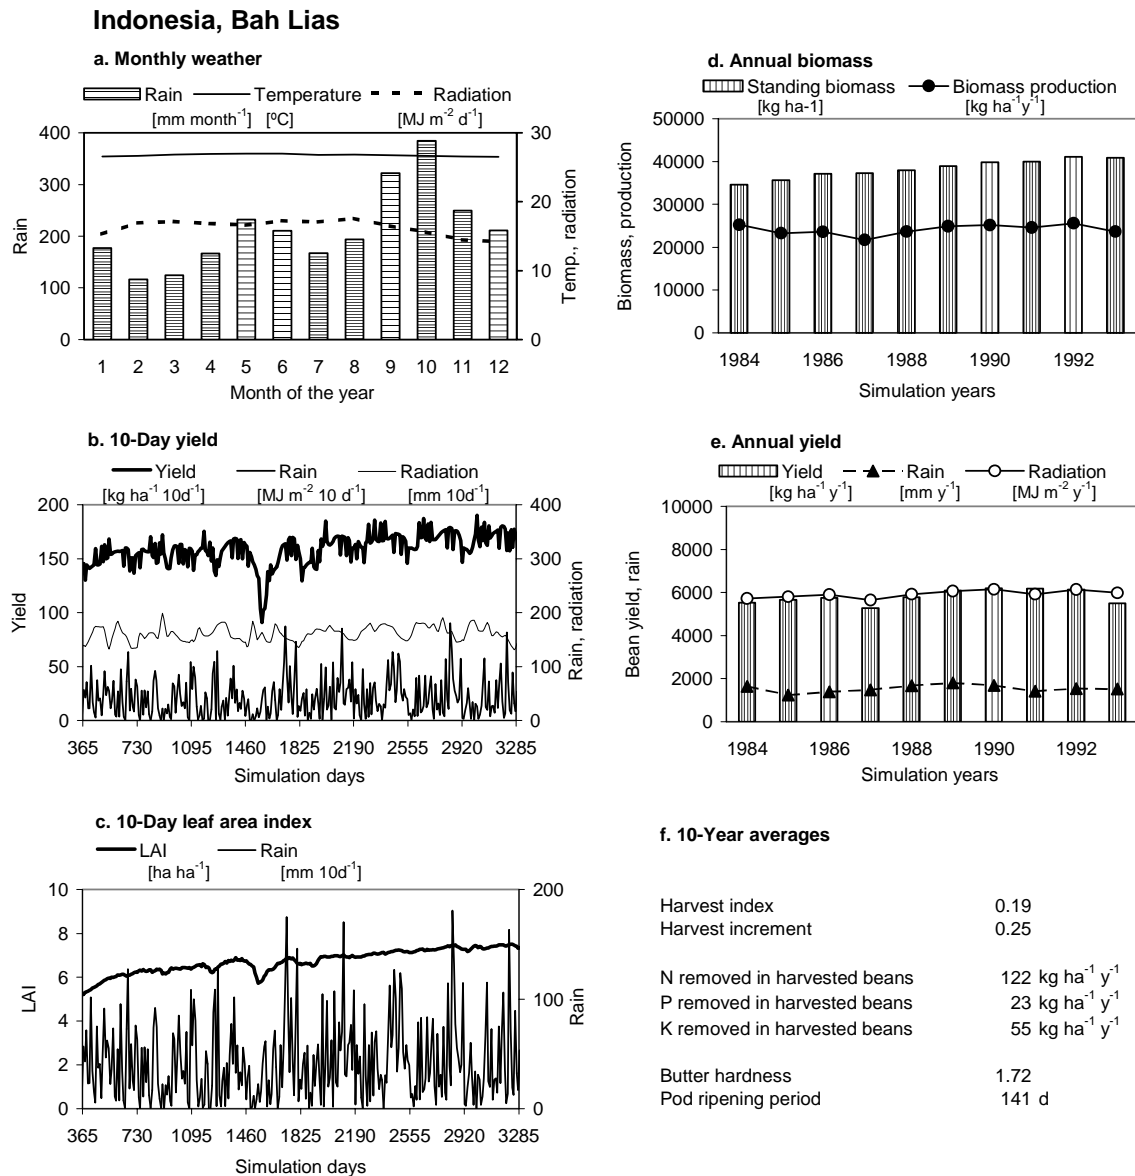 Indonesia, Bah Lias
a. Monthly weather
Rain Temperature Radiation
[mm month⁻¹] [ºC] [MJ m⁻² d⁻¹]
400 30
300
20
200
10
100
0 0
Rain
Temp., radiation
1 2 3 4 5 6 7 8 9 10 11 12
Month of the year
d. Annual biomass
Standing biomass Biomass production
[kg ha-1] [kg ha⁻¹y⁻¹]
50000
40000
30000
20000
10000
0
Biomass, production
1984 1986 1988 1990 1992
Simulation years
b. 10-Day yield
Yield Rain Radiation
[kg ha⁻¹ 10d⁻¹] [MJ m⁻² 10 d⁻¹] [mm 10d⁻¹]
200 400
150 300
100 200
50 100
0 0
Yield
Rain, radiation
365 730 1095 1460 1825 2190 2555 2920 3285
Simulation days
e. Annual yield
Yield Rain Radiation
[kg ha⁻¹ y⁻¹] [mm y⁻¹] [MJ m⁻² y⁻¹]
10000
8000
6000
4000
2000
0
Bean yield, rain
1984 1986 1988 1990 1992
Simulation years
c. 10-Day leaf area index
LAI Rain
[ha ha⁻¹] [mm 10d⁻¹]
10 200
8
6
100
4
2
0 0
LAI
Rain
365 730 1095 1460 1825 2190 2555 2920 3285
Simulation days
f. 10-Year averages
Harvest index 0.19
Harvest increment 0.25
N removed in harvested beans 122 kg ha⁻¹ y⁻¹
P removed in harvested beans 23 kg ha⁻¹ y⁻¹
K removed in harvested beans 55 kg ha⁻¹ y⁻¹
Butter hardness 1.72
Pod ripening period 141 d